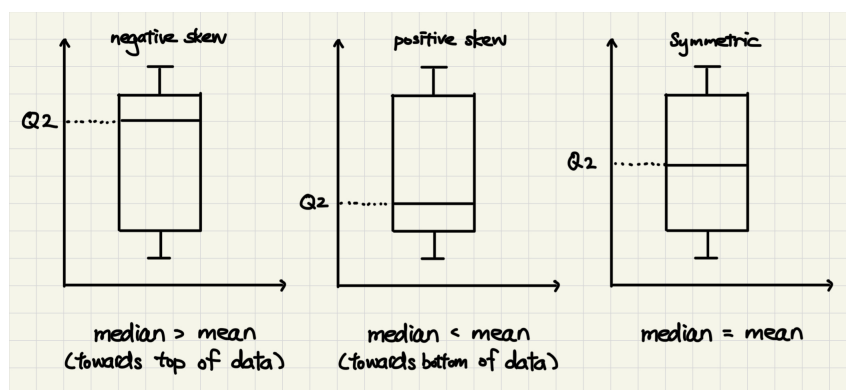 negative skew
Q2
median > mean
(towards top of data)
positive skew
Q2
median < mean
(towards bottom of data)
Symmetric
Q2
median = mean